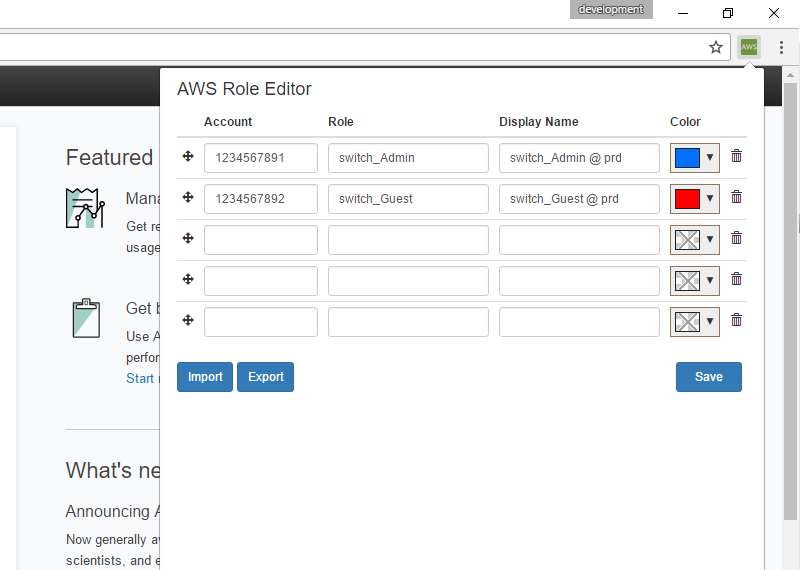 development
AWS
AWS Role Editor
Account Role Display Name Color
1234567891 switch_Admin switch_Admin @ prd
1234567892 switch_Guest switch_Guest @ prd
Import Export Save
Featured
Mana
Get re
usage
Get b
Use A
perfor
Start
What's ne
Announcing A
Now generally av
scientists, and e